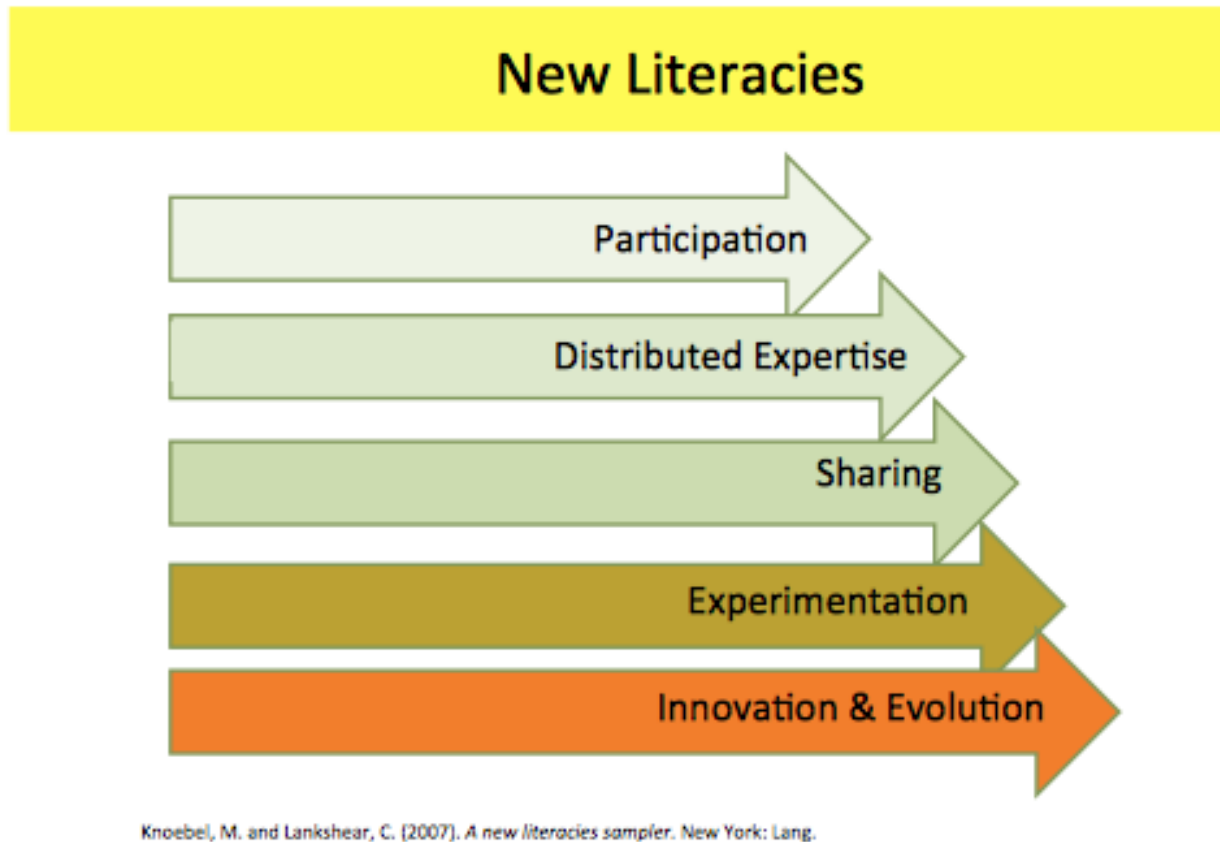 New Literacies
Participation
Distributed Expertise
Sharing
Experimentation
Innovation & Evolution
Knoebel, M. and Lankshear, C. (2007). A new literacies sampler. New York: Lang.